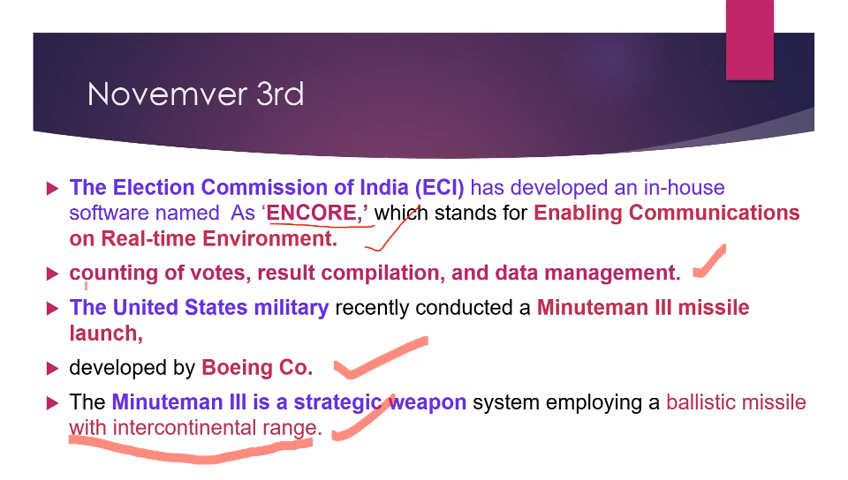 Novemver 3rd
The Election Commission of India (ECI) has developed an in-house
software named As ‘ENCORE,’ which stands for Enabling Communications
on Real-time Environment.
counting of votes, result compilation, and data management.
The United States military recently conducted a Minuteman III missile
launch,
developed by Boeing Co.
The Minuteman III is a strategic weapon system employing a ballistic missile
with intercontinental range.